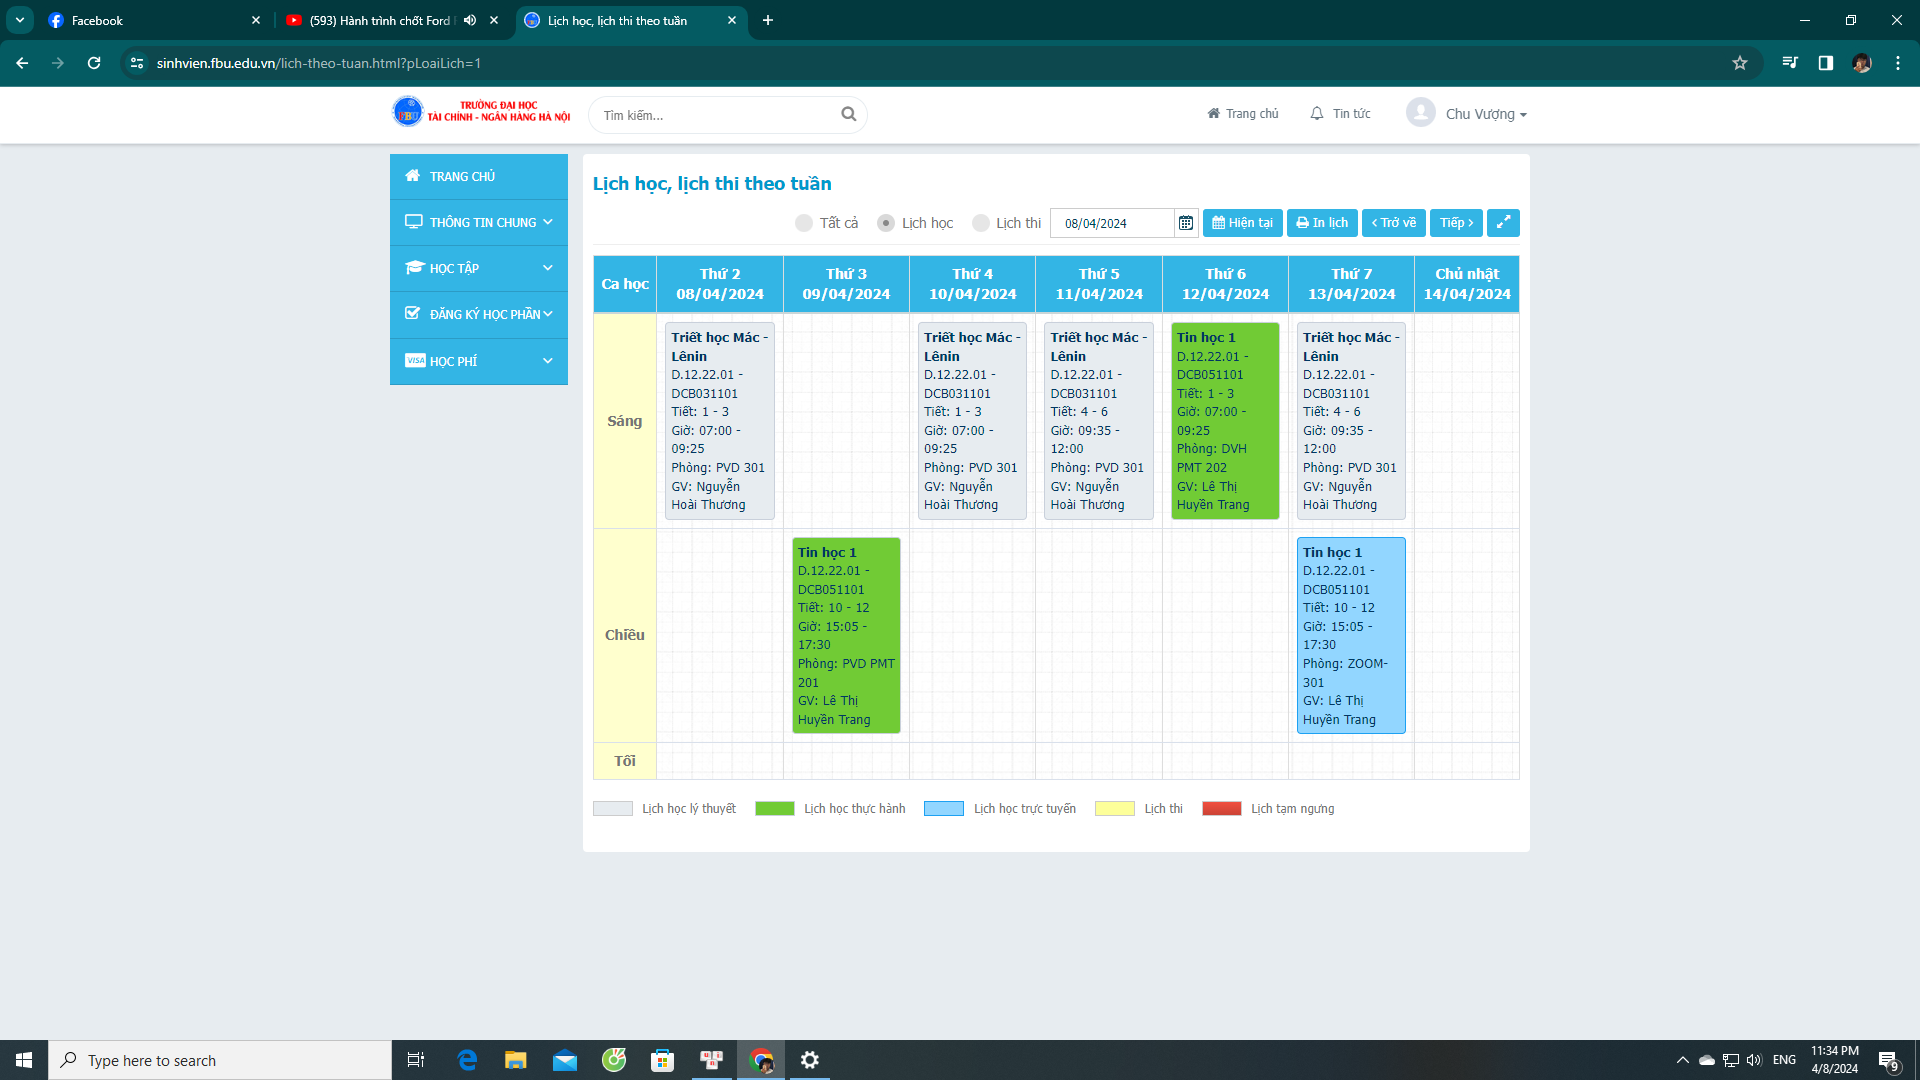 Facebook
(593) Hành trình chốt Ford
Lịch học, lịch thi theo tuần
sinhvien.fbu.edu.vn/lich-theo-tuan.html?pLoaiLich=1
FBU
TRƯỜNG ĐẠI HỌC
TÀI CHÍNH - NGÂN HÀNG HÀ NỘI
Tìm kiếm...
Trang chủ
Tin tức
Chu Vượng
TRANG CHỦ
THÔNG TIN CHUNG
HỌC TẬP
ĐĂNG KÝ HỌC PHẦN
VISA HỌC PHÍ
Lịch học, lịch thi theo tuần
Tất cả
Lịch học
Lịch thi
08/04/2024
Hiện tại
In lịch
Trở về
Tiếp
Ca học
Thứ 2
08/04/2024
Thứ 3
09/04/2024
Thứ 4
10/04/2024
Thứ 5
11/04/2024
Thứ 6
12/04/2024
Thứ 7
13/04/2024
Chủ nhật
14/04/2024
Sáng
Triết học Mác -
Lênin
D.12.22.01 -
DCB031101
Tiết: 1 - 3
Giờ: 07:00 -
09:25
Phòng: PVD 301
GV: Nguyễn
Hoài Thương
Triết học Mác -
Lênin
D.12.22.01 -
DCB031101
Tiết: 1 - 3
Giờ: 07:00 -
09:25
Phòng: PVD 301
GV: Nguyễn
Hoài Thương
Triết học Mác -
Lênin
D.12.22.01 -
DCB031101
Tiết: 4 - 6
Giờ: 09:35 -
12:00
Phòng: PVD 301
GV: Nguyễn
Hoài Thương
Tin học 1
D.12.22.01 -
DCB051101
Tiết: 1 - 3
Giờ: 07:00 -
09:25
Phòng: DVH
PMT 202
GV: Lê Thị
Huyền Trang
Triết học Mác -
Lênin
D.12.22.01 -
DCB031101
Tiết: 4 - 6
Giờ: 09:35 -
12:00
Phòng: PVD 301
GV: Nguyễn
Hoài Thương
Chiều
Tin học 1
D.12.22.01 -
DCB051101
Tiết: 10 - 12
Giờ: 15:05 -
17:30
Phòng: PVD PMT
201
GV: Lê Thị
Huyền Trang
Tin học 1
D.12.22.01 -
DCB051101
Tiết: 10 - 12
Giờ: 15:05 -
17:30
Phòng: ZOOM-
301
GV: Lê Thị
Huyền Trang
Tối
Lịch học lý thuyết
Lịch học thực hành
Lịch học trực tuyến
Lịch thi
Lịch tạm ngưng
Type here to search
ENG
11:34 PM
4/8/2024
9